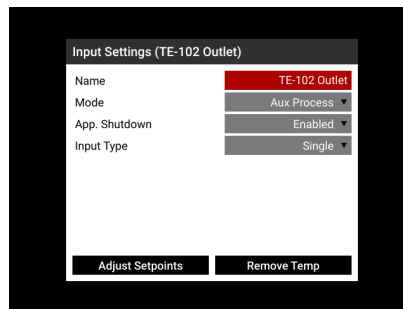 Input Settings (TE-102 Outlet)
Name TE-102 Outlet
Mode Aux Process
App. Shutdown Enabled
Input Type Single
Adjust Setpoints Remove Temp